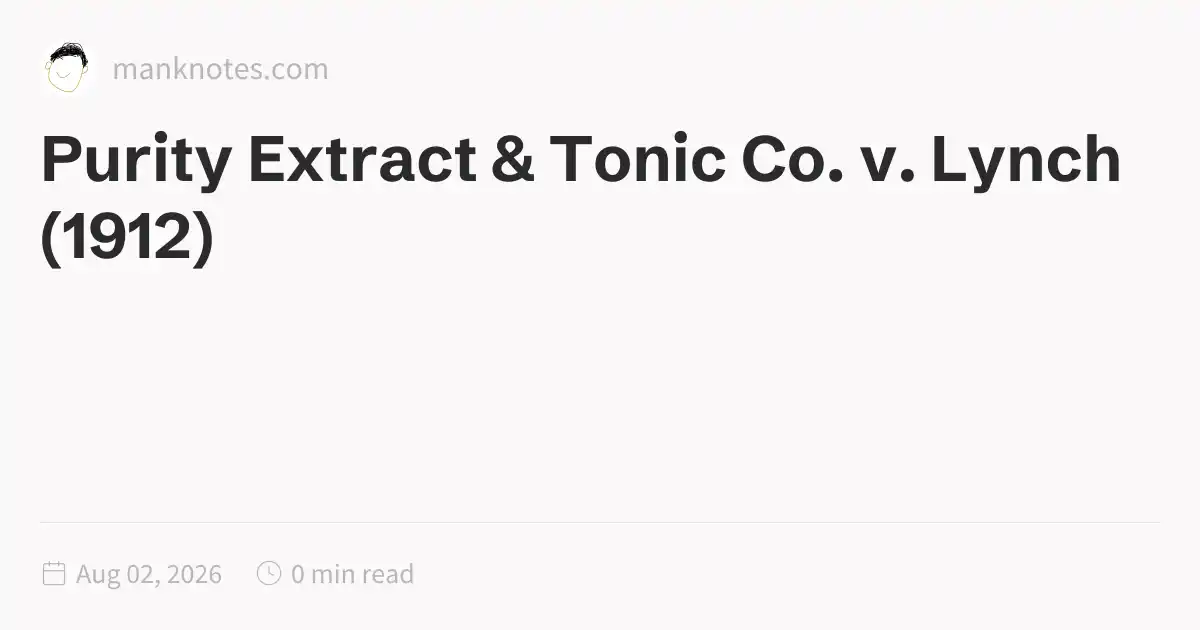 manknotes.com
Purity Extract & Tonic Co. v. Lynch
(1912)
Aug 02, 2026 0 min read